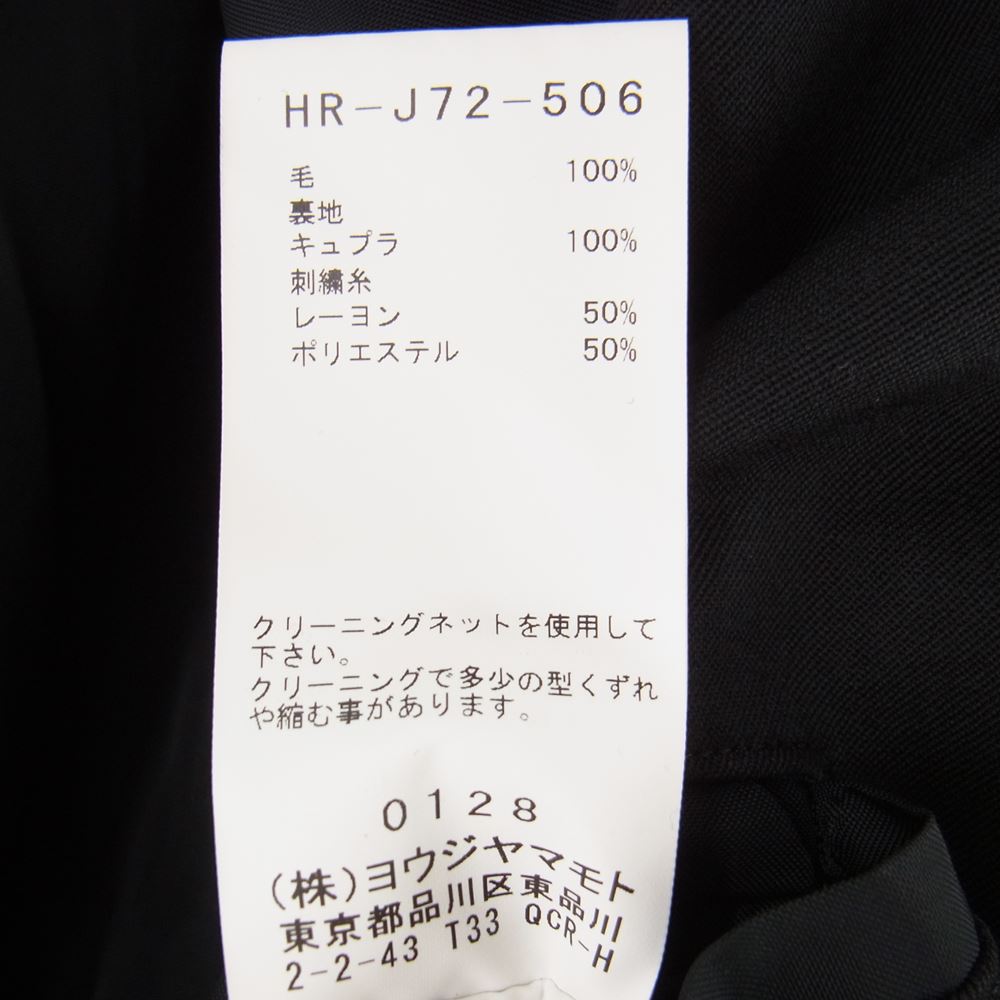 HR-J72-506
毛 100%
裏地
キュプラ 100%
刺繍糸
レーヨン 50%
ポリエステル 50%
クリーニングネットを使用して
下さい。
クリーニングで多少の型くずれ
や縮む事があります。
0128
(株)ヨウジヤマモト
東京都品川区東品川
2-2-43 T33 QCR-H